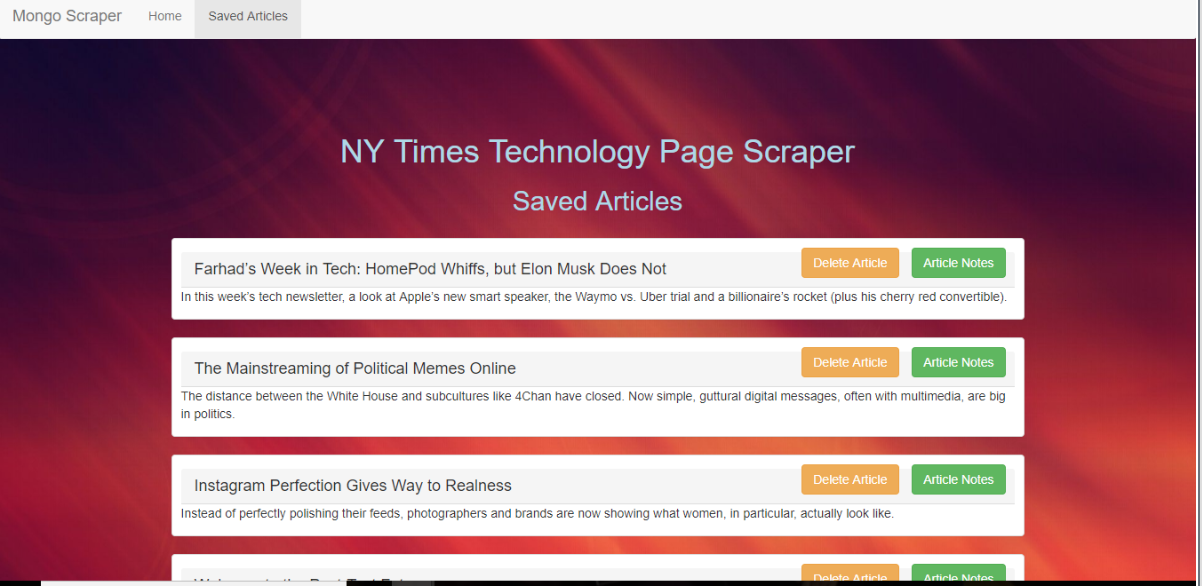 Mongo Scraper Home Saved Articles
NY Times Technology Page Scraper
Saved Articles
Farhad’s Week in Tech: HomePod Whiffs, but Elon Musk Does Not Delete Article Article Notes
In this week’s tech newsletter, a look at Apple’s new smart speaker, the Waymo vs. Uber trial and a billionaire’s rocket (plus his cherry red convertible).
The Mainstreaming of Political Memes Online Delete Article Article Notes
The distance between the White House and subcultures like 4Chan have closed. Now simple, guttural digital messages, often with multimedia, are big
in politics.
Instagram Perfection Gives Way to Realness Delete Article Article Notes
Instead of perfectly polishing their feeds, photographers and brands are now showing what women, in particular, actually look like.
Delete Article Article Notes